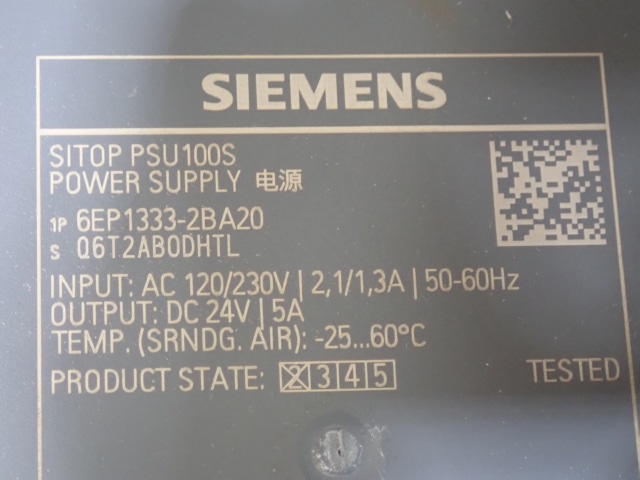 SIEMENS
SITOP PSU100S
POWER SUPPLY 电源
1P 6EP1333-2BA20
S Q6T2AB0DHTL
INPUT: AC 120/230V | 2,1/1,3A | 50-60Hz
OUTPUT: DC 24V | 5A
TEMP. (SRNDG. AIR): -25...60°C
PRODUCT STATE: 2 3 4 5 TESTED